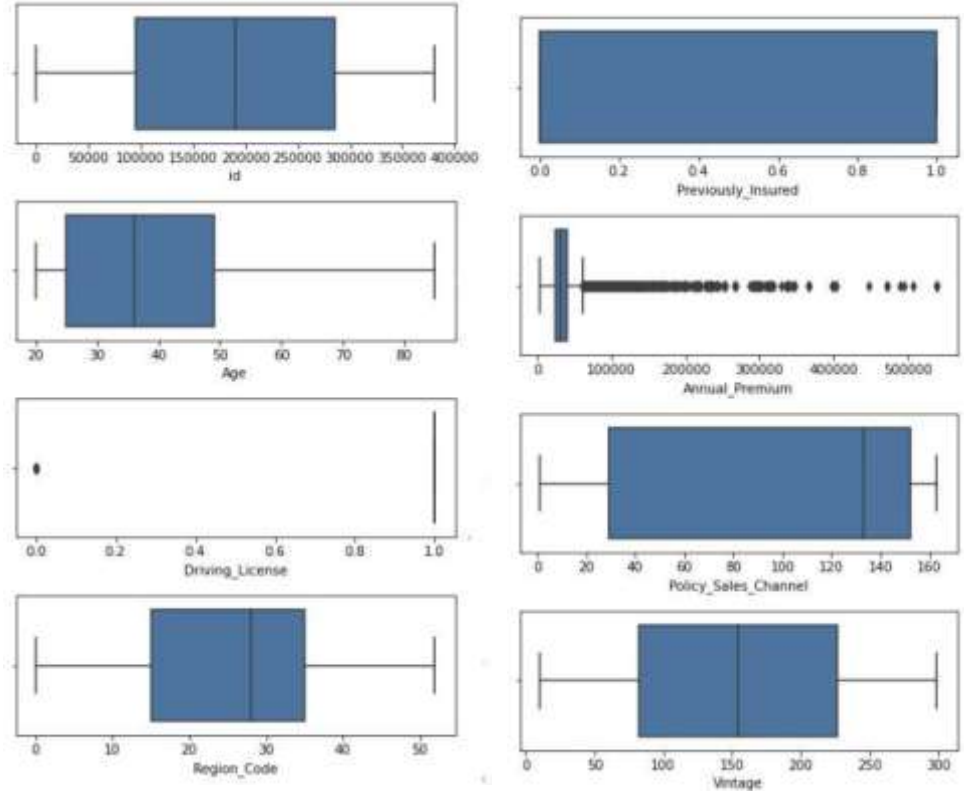 0 50000 100000 150000 200000 250000 300000 350000 400000
id
0.0 0.2 0.4 0.6 0.8 1.0
Previously_Insured
20 30 40 50 60 70 80
Age
0 100000 200000 300000 400000 500000
Annual_Premium
0.0 0.2 0.4 0.6 0.8 1.0
Driving_License
0 20 40 60 80 100 120 140 160
Policy_Sales_Channel
0 10 20 30 40 50
Region_Code
0 50 100 150 200 250 300
Vintage